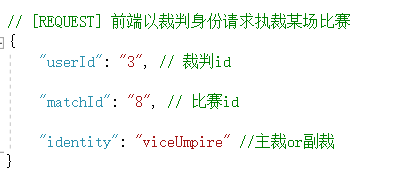 // [REQUEST] 前端以裁判身份请求执裁某场比赛
{
"userId": "3", // 裁判id
"matchId": "8", // 比赛id
"identity": "viceUmpire" //主裁or副裁
}